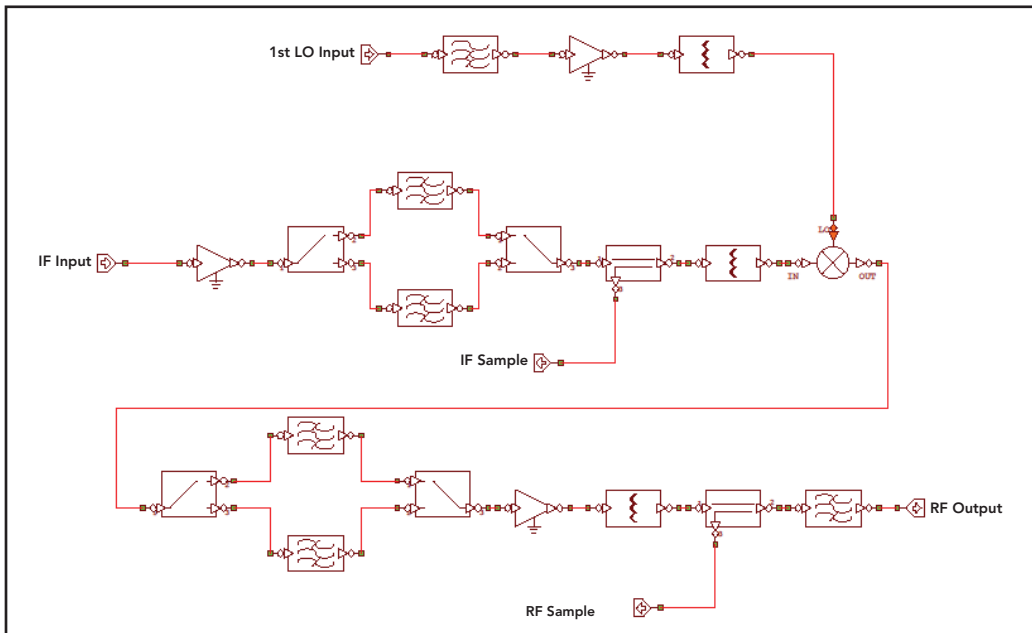 1st LO Input
LO
IF Input
IN
OUT
IF Sample
RF Output
RF Sample